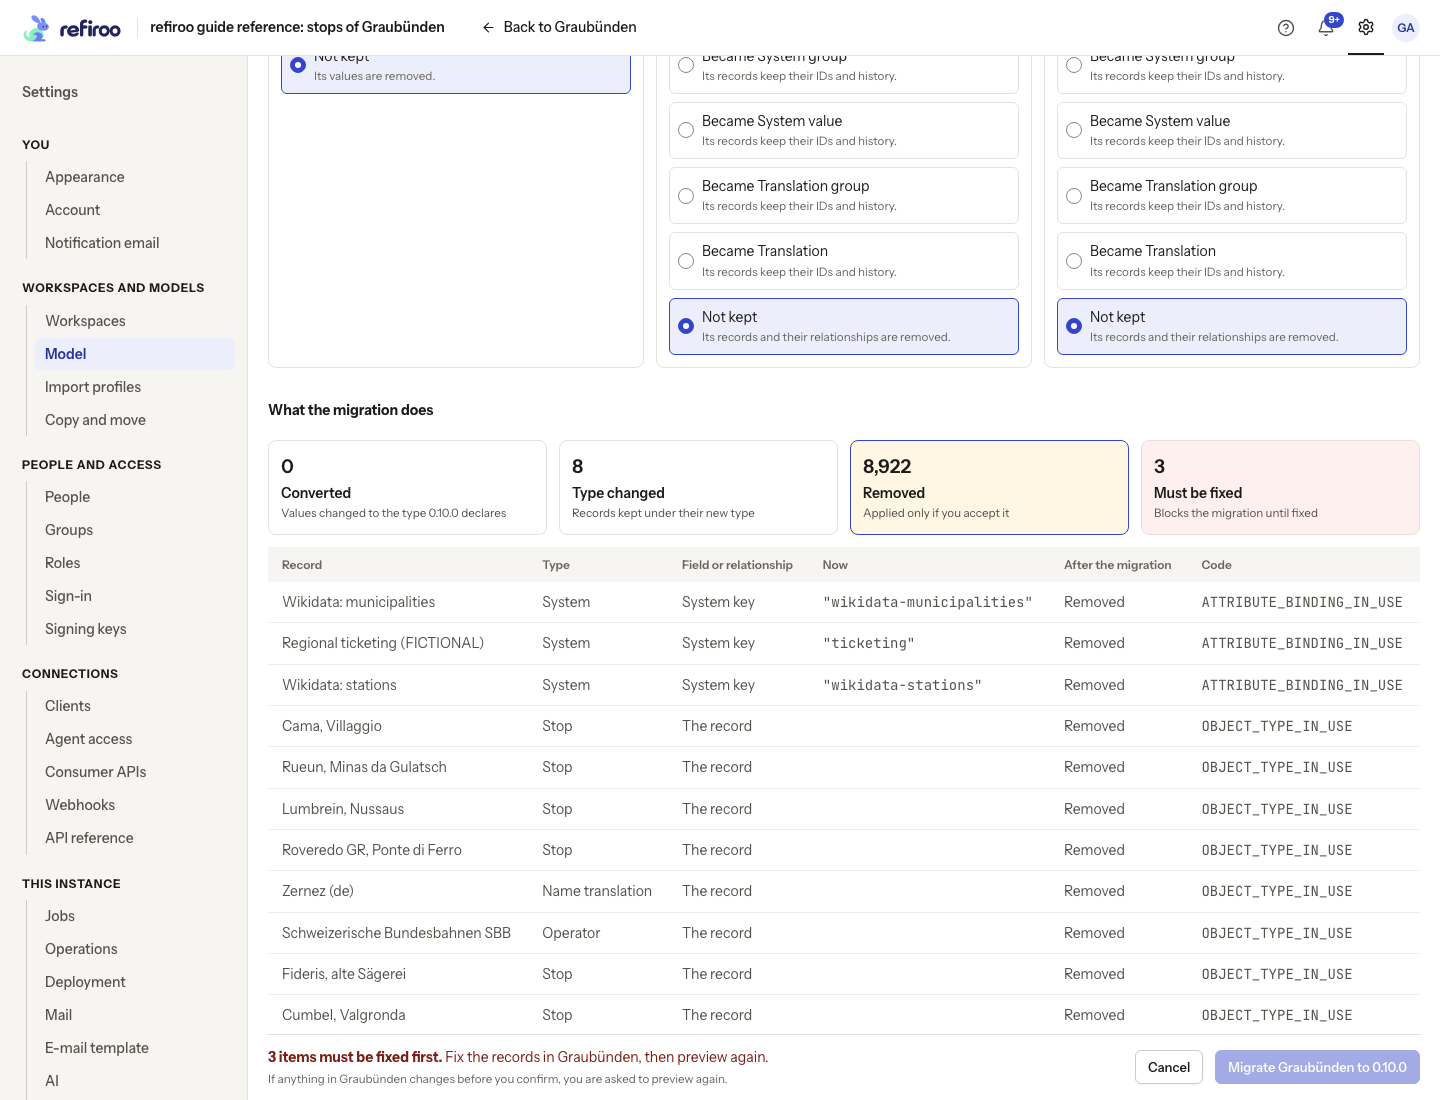 refiroo
refiroo guide reference: stops of Graubünden
← Back to Graubünden
9+
GA
Settings
YOU
Appearance
Account
Notification email
WORKSPACES AND MODELS
Workspaces
Model
Import profiles
Copy and move
PEOPLE AND ACCESS
People
Groups
Roles
Sign-in
Signing keys
CONNECTIONS
Clients
Agent access
Consumer APIs
Webhooks
API reference
THIS INSTANCE
Jobs
Operations
Deployment
Mail
E-mail template
AI
Not kept
Its values are removed.
Became System group
Its records keep their IDs and history.
Became System value
Its records keep their IDs and history.
Became Translation group
Its records keep their IDs and history.
Became Translation
Its records keep their IDs and history.
Not kept
Its records and their relationships are removed.
Became System group
Its records keep their IDs and history.
Became System value
Its records keep their IDs and history.
Became Translation group
Its records keep their IDs and history.
Became Translation
Its records keep their IDs and history.
Not kept
Its records and their relationships are removed.
What the migration does
0
Converted
Values changed to the type 0.10.0 declares
8
Type changed
Records kept under their new type
8,922
Removed
Applied only if you accept it
3
Must be fixed
Blocks the migration until fixed
Record Type Field or relationship Now After the migration Code
Wikidata: municipalities System System key "wikidata-municipalities" Removed ATTRIBUTE_BINDING_IN_USE
Regional ticketing (FICTIONAL) System System key "ticketing" Removed ATTRIBUTE_BINDING_IN_USE
Wikidata: stations System System key "wikidata-stations" Removed ATTRIBUTE_BINDING_IN_USE
Cama, Villaggio Stop The record Removed OBJECT_TYPE_IN_USE
Rueun, Minas da Gulatsch Stop The record Removed OBJECT_TYPE_IN_USE
Lumbrein, Nussaus Stop The record Removed OBJECT_TYPE_IN_USE
Roveredo GR, Ponte di Ferro Stop The record Removed OBJECT_TYPE_IN_USE
Zernez (de) Name translation The record Removed OBJECT_TYPE_IN_USE
Schweizerische Bundesbahnen SBB Operator The record Removed OBJECT_TYPE_IN_USE
Fideris, alte Sägerei Stop The record Removed OBJECT_TYPE_IN_USE
Cumbel, Valgronda Stop The record Removed OBJECT_TYPE_IN_USE
3 items must be fixed first. Fix the records in Graubünden, then preview again.
If anything in Graubünden changes before you confirm, you are asked to preview again.
Cancel
Migrate Graubünden to 0.10.0